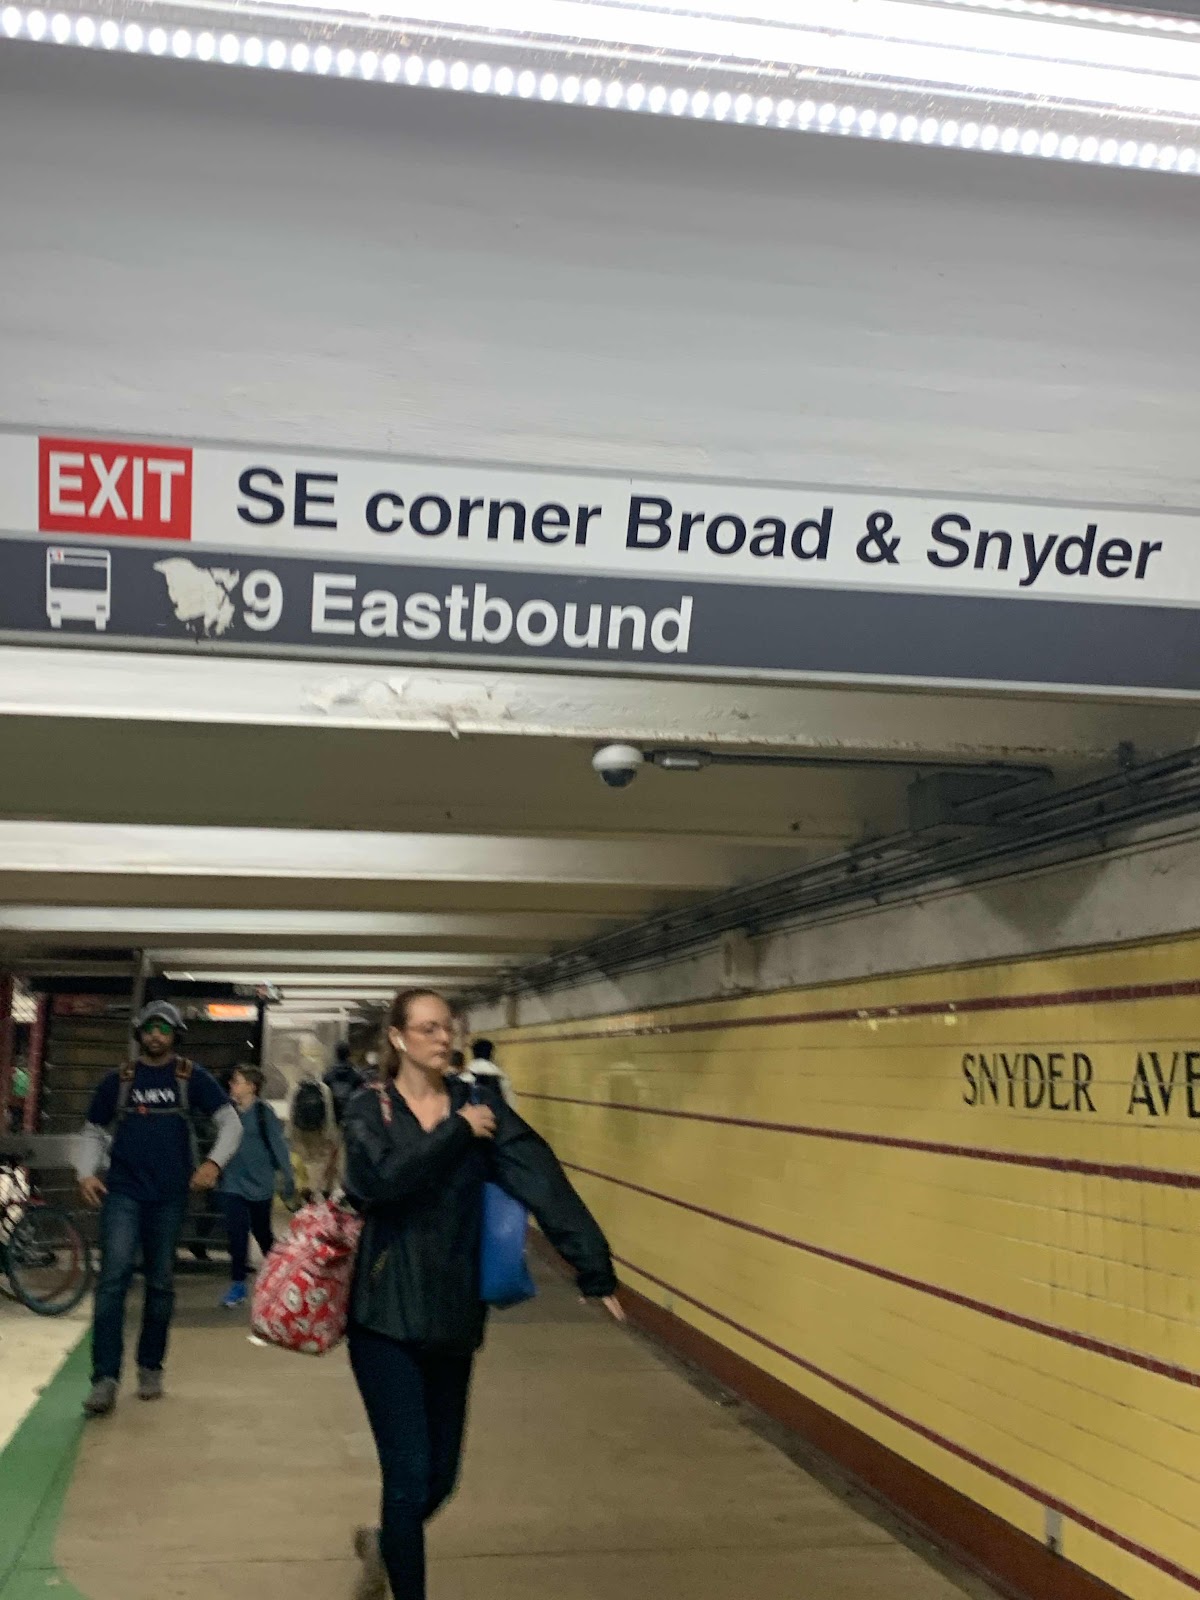 EXIT SE corner Broad & Snyder
9 Eastbound
SNYDER AVE